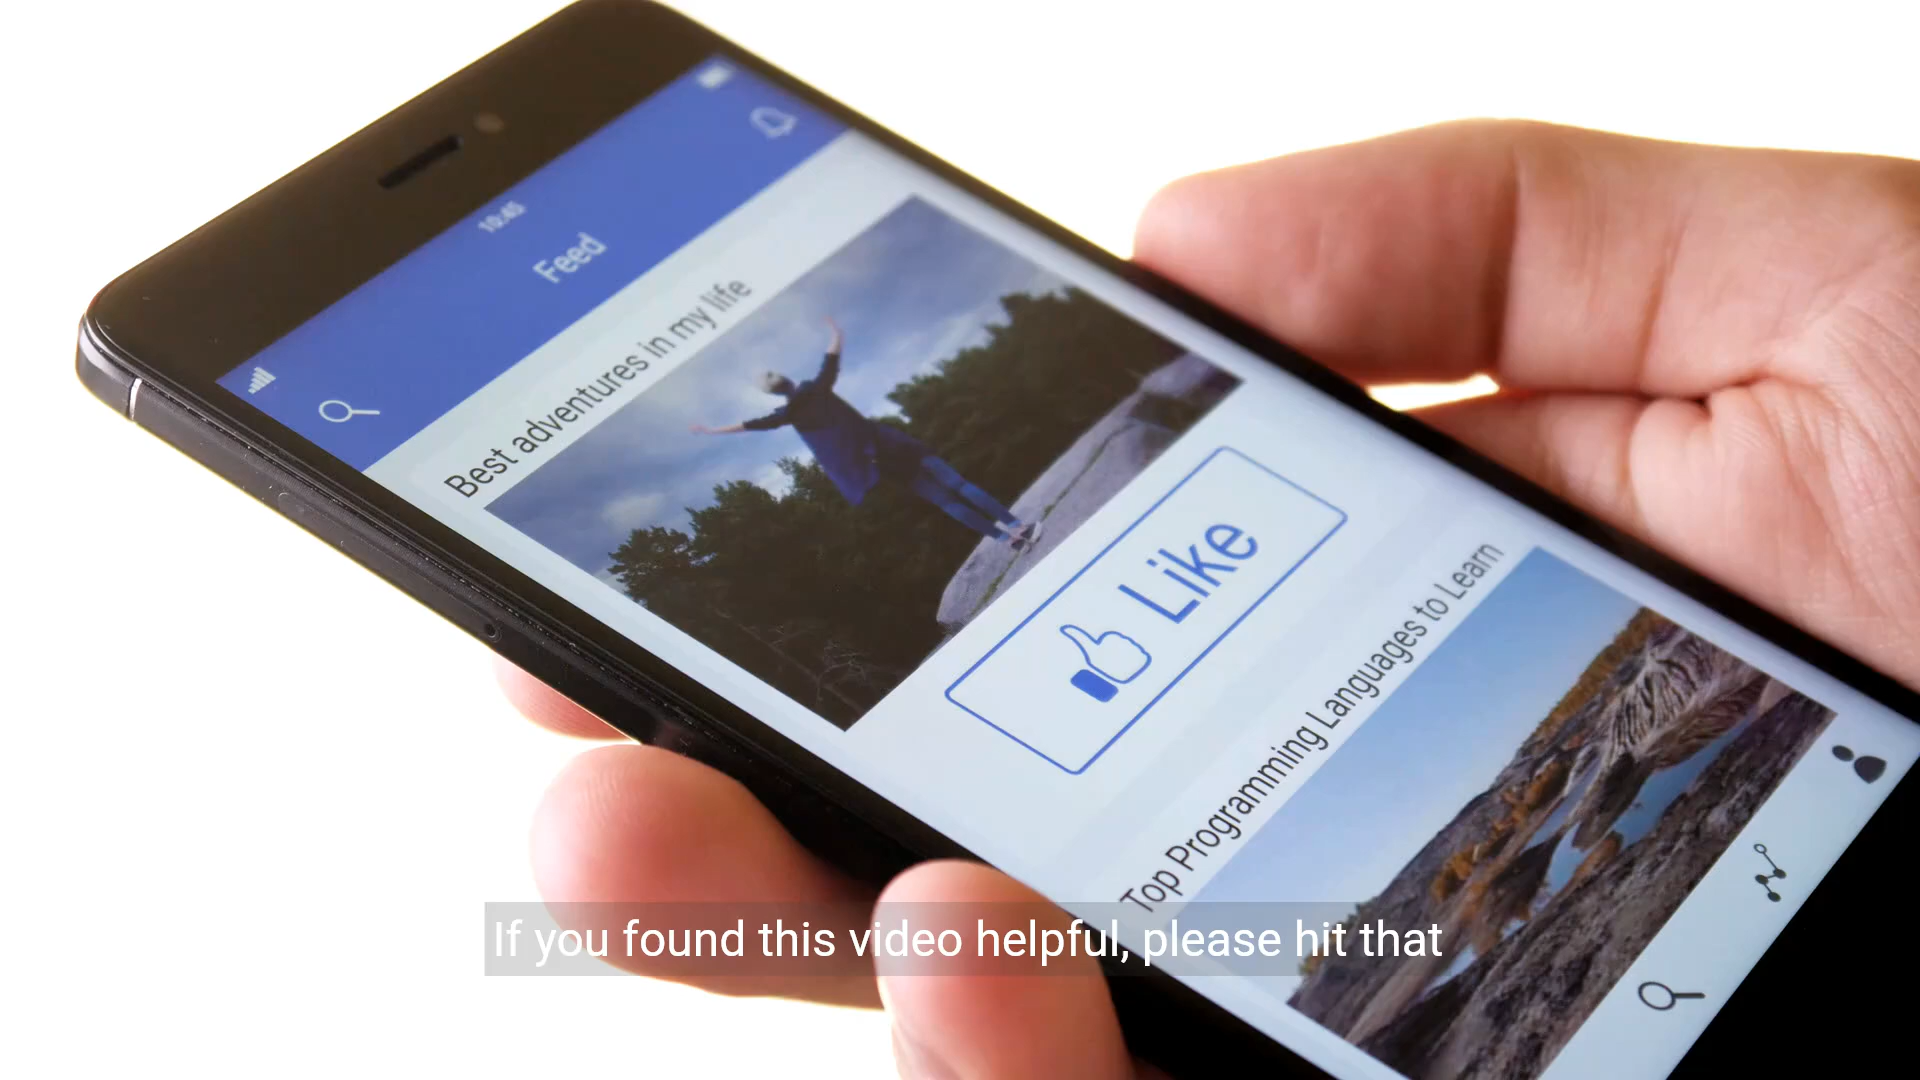 10:45
Feed
Best adventures in my life
Like
Top Programming Languages to Learn
If you found this video helpful, please hit that